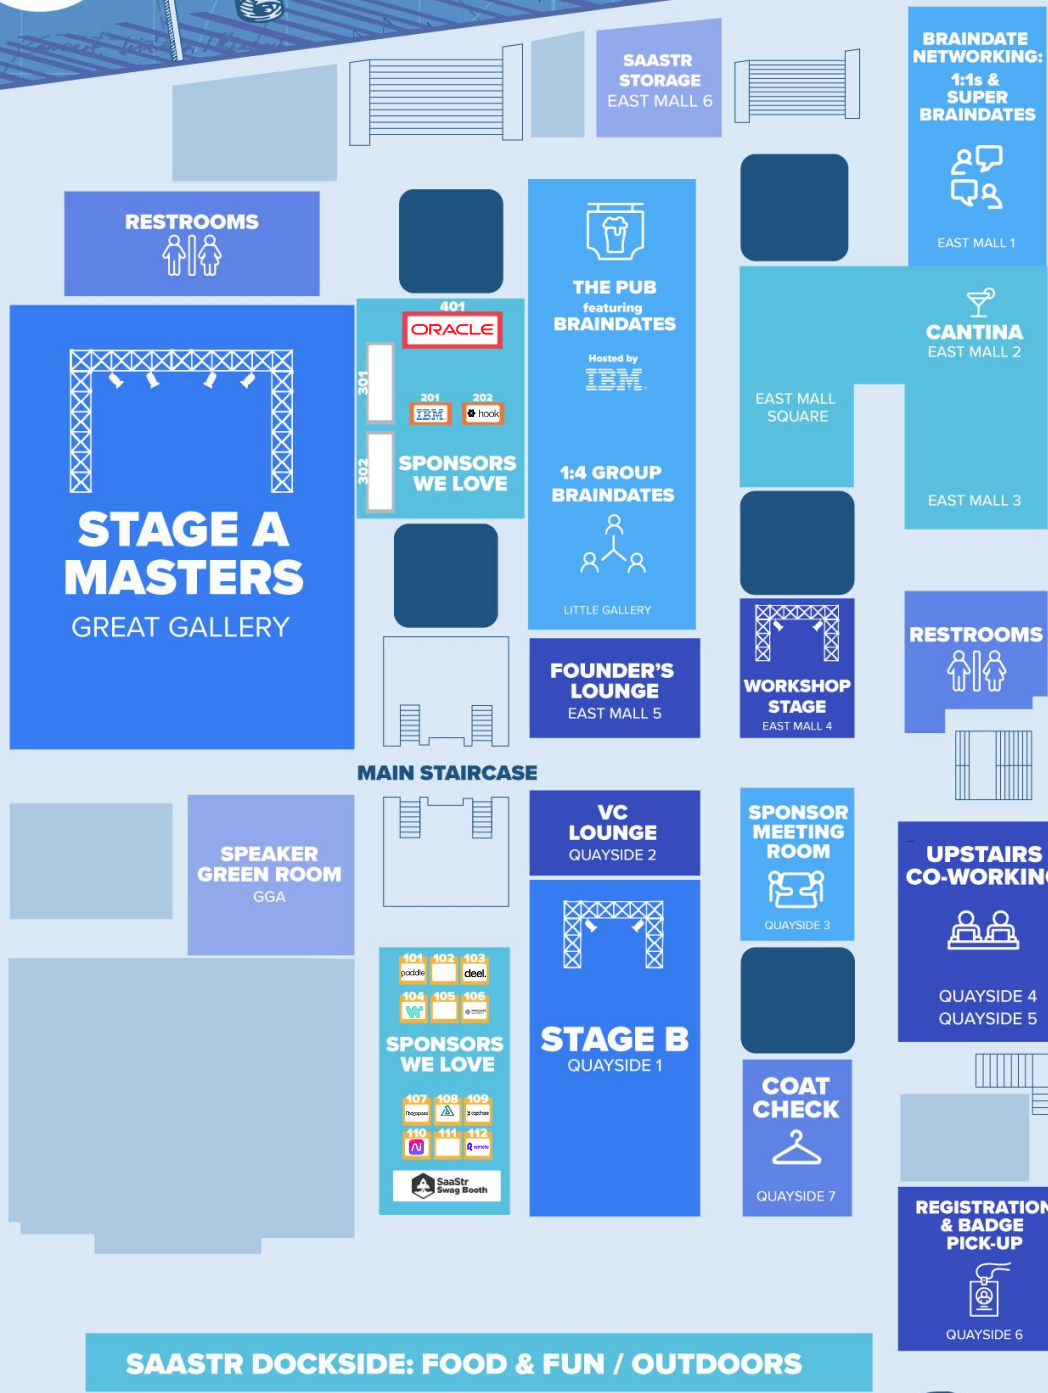 SAASTR
STORAGE
EAST MALL 6
BRAINDATE
NETWORKING:
1:1s &
SUPER
BRAINDATES
EAST MALL 1
RESTROOMS
THE PUB
featuring
BRAINDATES
Hosted by
IBM
1:4 GROUP
BRAINDATES
LITTLE GALLERY
401
ORACLE
301
201
202
IBM
hook
302
SPONSORS
WE LOVE
CANTINA
EAST MALL 2
EAST MALL
SQUARE
EAST MALL 3
STAGE A
MASTERS
GREAT GALLERY
FOUNDER'S
LOUNGE
EAST MALL 5
WORKSHOP
STAGE
EAST MALL 4
RESTROOMS
MAIN STAIRCASE
SPEAKER
GREEN ROOM
GGA
VC
LOUNGE
QUAYSIDE 2
SPONSOR
MEETING
ROOM
QUAYSIDE 3
UPSTAIRS
CO-WORKING
QUAYSIDE 4
QUAYSIDE 5
101 102 103
paddle
deel.
104 105 106
SPONSORS
WE LOVE
107 108 109
capchase
110 111 112
remote
SaaStr
Swag Booth
STAGE B
QUAYSIDE 1
COAT
CHECK
QUAYSIDE 7
REGISTRATION
& BADGE
PICK-UP
QUAYSIDE 6
SAASTR DOCKSIDE: FOOD & FUN / OUTDOORS